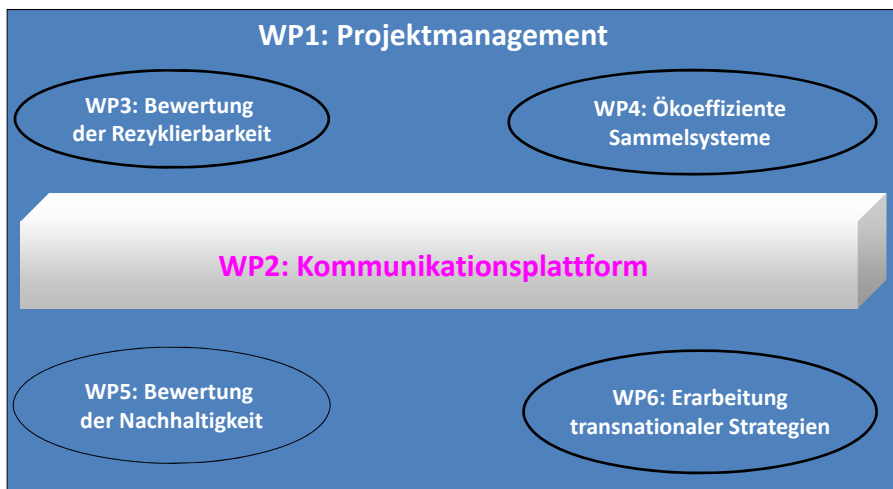 WP1: Projektmanagement
WP3: Bewertung
der Rezyklierbarkeit
WP4: Ökoeffiziente
Sammelsysteme
WP2: Kommunikationsplattform
WP5: Bewertung
der Nachhaltigkeit
WP6: Erarbeitung
transnationaler Strategien